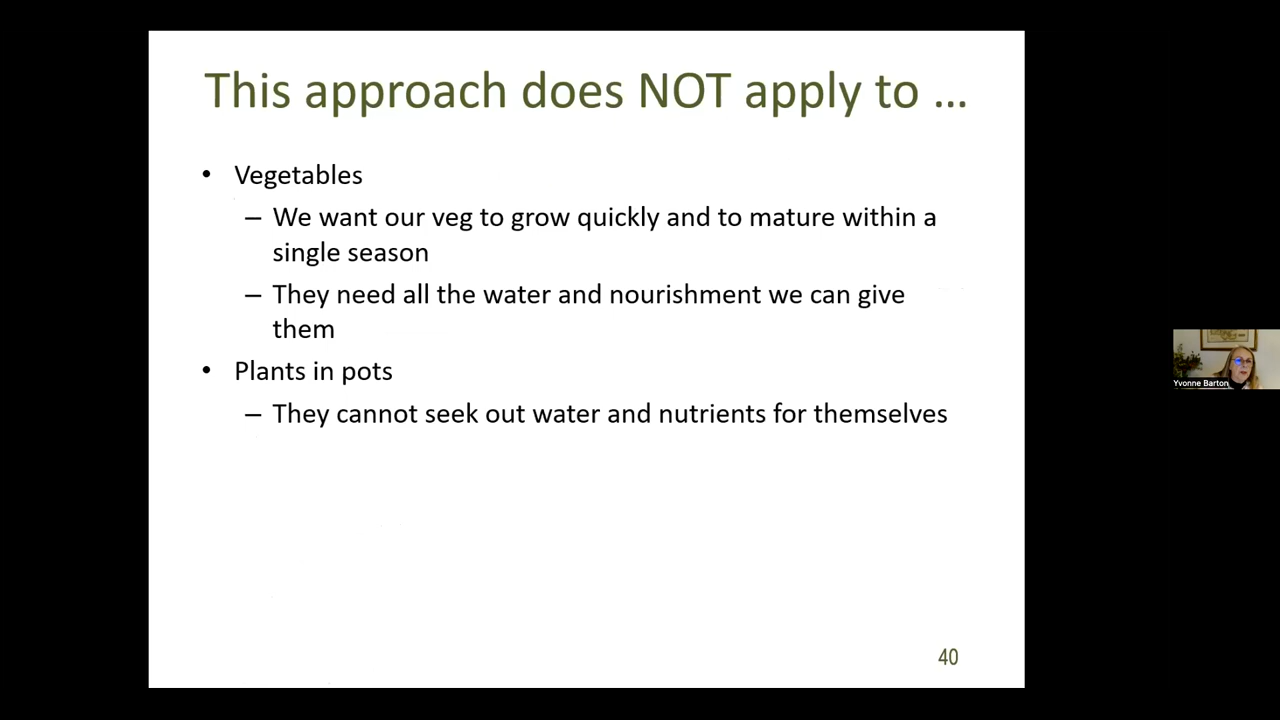 This approach does NOT apply to ...
• Vegetables
– We want our veg to grow quickly and to mature within a
single season
– They need all the water and nourishment we can give
them
• Plants in pots
– They cannot seek out water and nutrients for themselves
Yvonne Barton
40